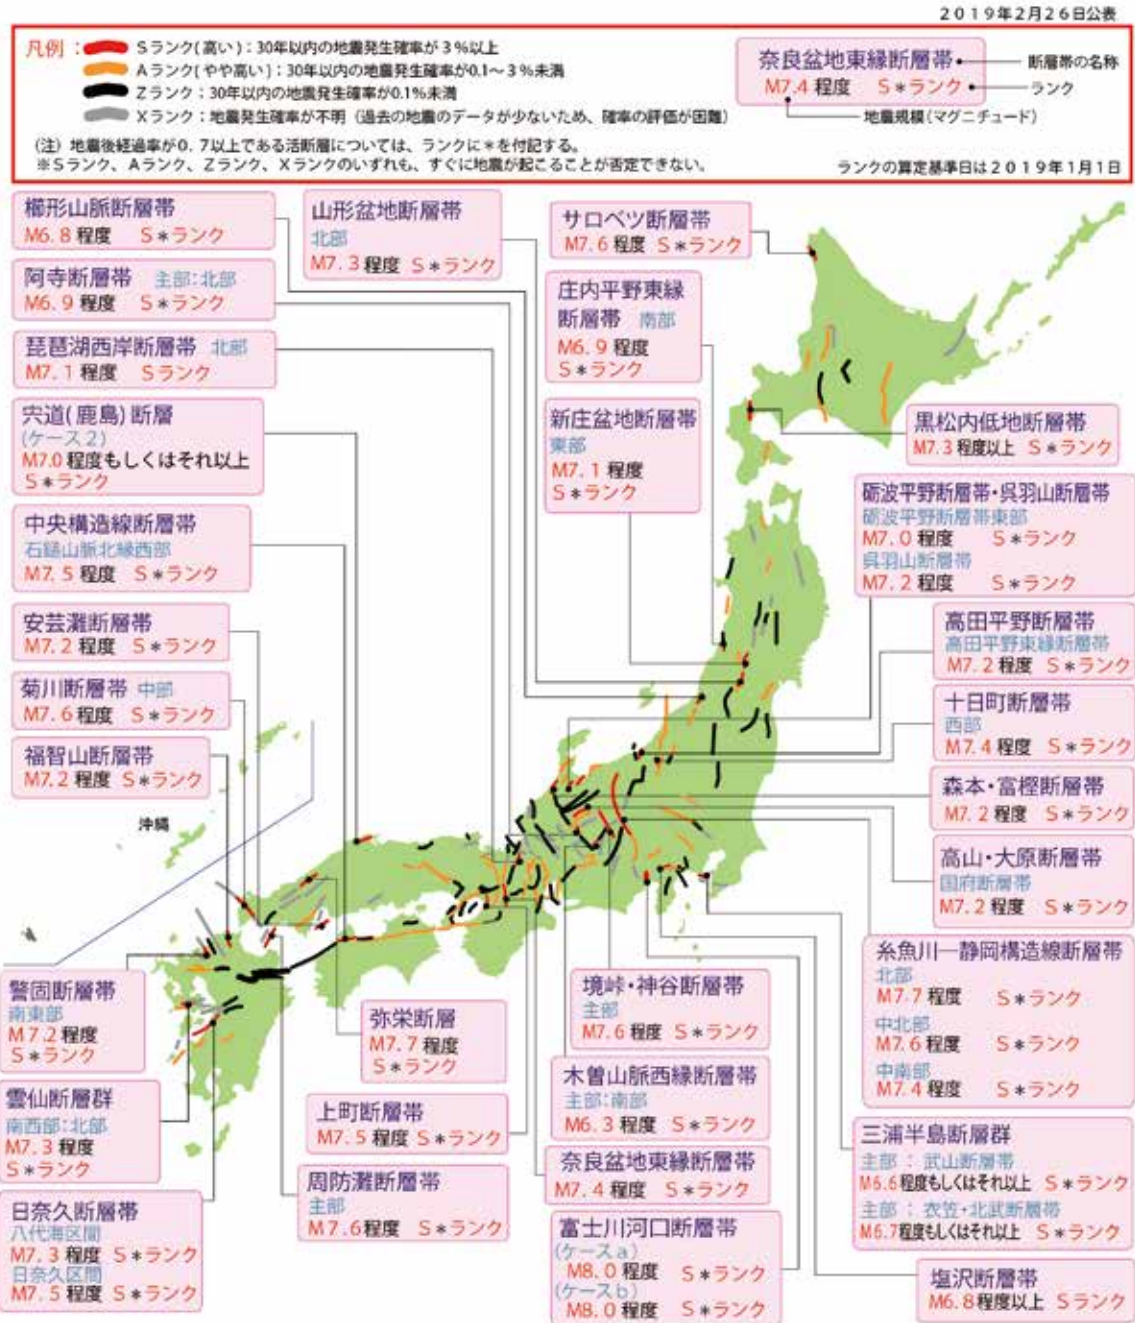 2019年2月26日公表
凡例：
Sランク(高い)：30年以内の地震発生確率が3％以上
Aランク(やや高い)：30年以内の地震発生確率が0.1～3％未満
Zランク：30年以内の地震発生確率が0.1%未満
Xランク：地震発生確率が不明（過去の地震のデータが少ないため、確率の評価が困難）
(注) 地震後経過率が0.7以上である活断層については、ランクに＊を付記する。
※Sランク、Aランク、Zランク、Xランクのいずれも、すぐに地震が起こることが否定できない。
奈良盆地東縁断層帯
M7.4 程度 S＊ランク
断層帯の名称
ランク
地震規模(マグニチュード)
ランクの算定基準日は2019年1月1日
櫛形山脈断層帯
M6.8 程度 S＊ランク
阿寺断層帯 主部:北部
M6.9 程度 S＊ランク
琵琶湖西岸断層帯 北部
M7.1 程度 Sランク
宍道(鹿島)断層
(ケース2)
M7.0 程度もしくはそれ以上
S＊ランク
中央構造線断層帯
石鎚山脈北縁西部
M7.5 程度 S＊ランク
安芸灘断層帯
M7.2 程度 S＊ランク
菊川断層帯 中部
M7.6 程度 S＊ランク
福智山断層帯
M7.2 程度 S＊ランク
沖縄
山形盆地断層帯
北部
M7.3 程度 S＊ランク
サロベツ断層帯
M7.6 程度 S＊ランク
庄内平野東縁
断層帯 南部
M6.9 程度
S＊ランク
新庄盆地断層帯
東部
M7.1 程度
S＊ランク
黒松内低地断層帯
M7.3 程度以上 S＊ランク
砺波平野断層帯・呉羽山断層帯
砺波平野断層帯東部
M7.0 程度 S＊ランク
呉羽山断層帯
M7.2 程度 S＊ランク
高田平野断層帯
高田平野東縁断層帯
M7.2 程度 S＊ランク
十日町断層帯
西部
M7.4 程度 S＊ランク
森本・富樫断層帯
M7.2 程度 S＊ランク
高山・大原断層帯
国府断層帯
M7.2 程度 S＊ランク
糸魚川―静岡構造線断層帯
北部
M7.7 程度 S＊ランク
中北部
M7.6 程度 S＊ランク
中南部
M7.4 程度 S＊ランク
三浦半島断層群
主部：武山断層帯
M6.6程度もしくはそれ以上 S＊ランク
主部：衣笠・北武断層帯
M6.7程度もしくはそれ以上 S＊ランク
塩沢断層帯
M6.8程度以上 Sランク
警固断層帯
南東部
M7.2 程度
S＊ランク
雲仙断層群
南西部:北部
M7.3 程度
S＊ランク
日奈久断層帯
八代海区間
M7.3 程度 S＊ランク
日奈久区間
M7.5 程度 S＊ランク
弥栄断層
M7.7 程度
S＊ランク
上町断層帯
M7.5 程度 S＊ランク
周防灘断層帯
主部
M7.6程度 S＊ランク
境峠・神谷断層帯
主部
M7.6 程度 S＊ランク
木曽山脈西縁断層帯
主部:南部
M6.3 程度 S＊ランク
奈良盆地東縁断層帯
M7.4 程度 S＊ランク
富士川河口断層帯
(ケースa)
M8.0 程度 S＊ランク
(ケースb)
M8.0 程度 S＊ランク